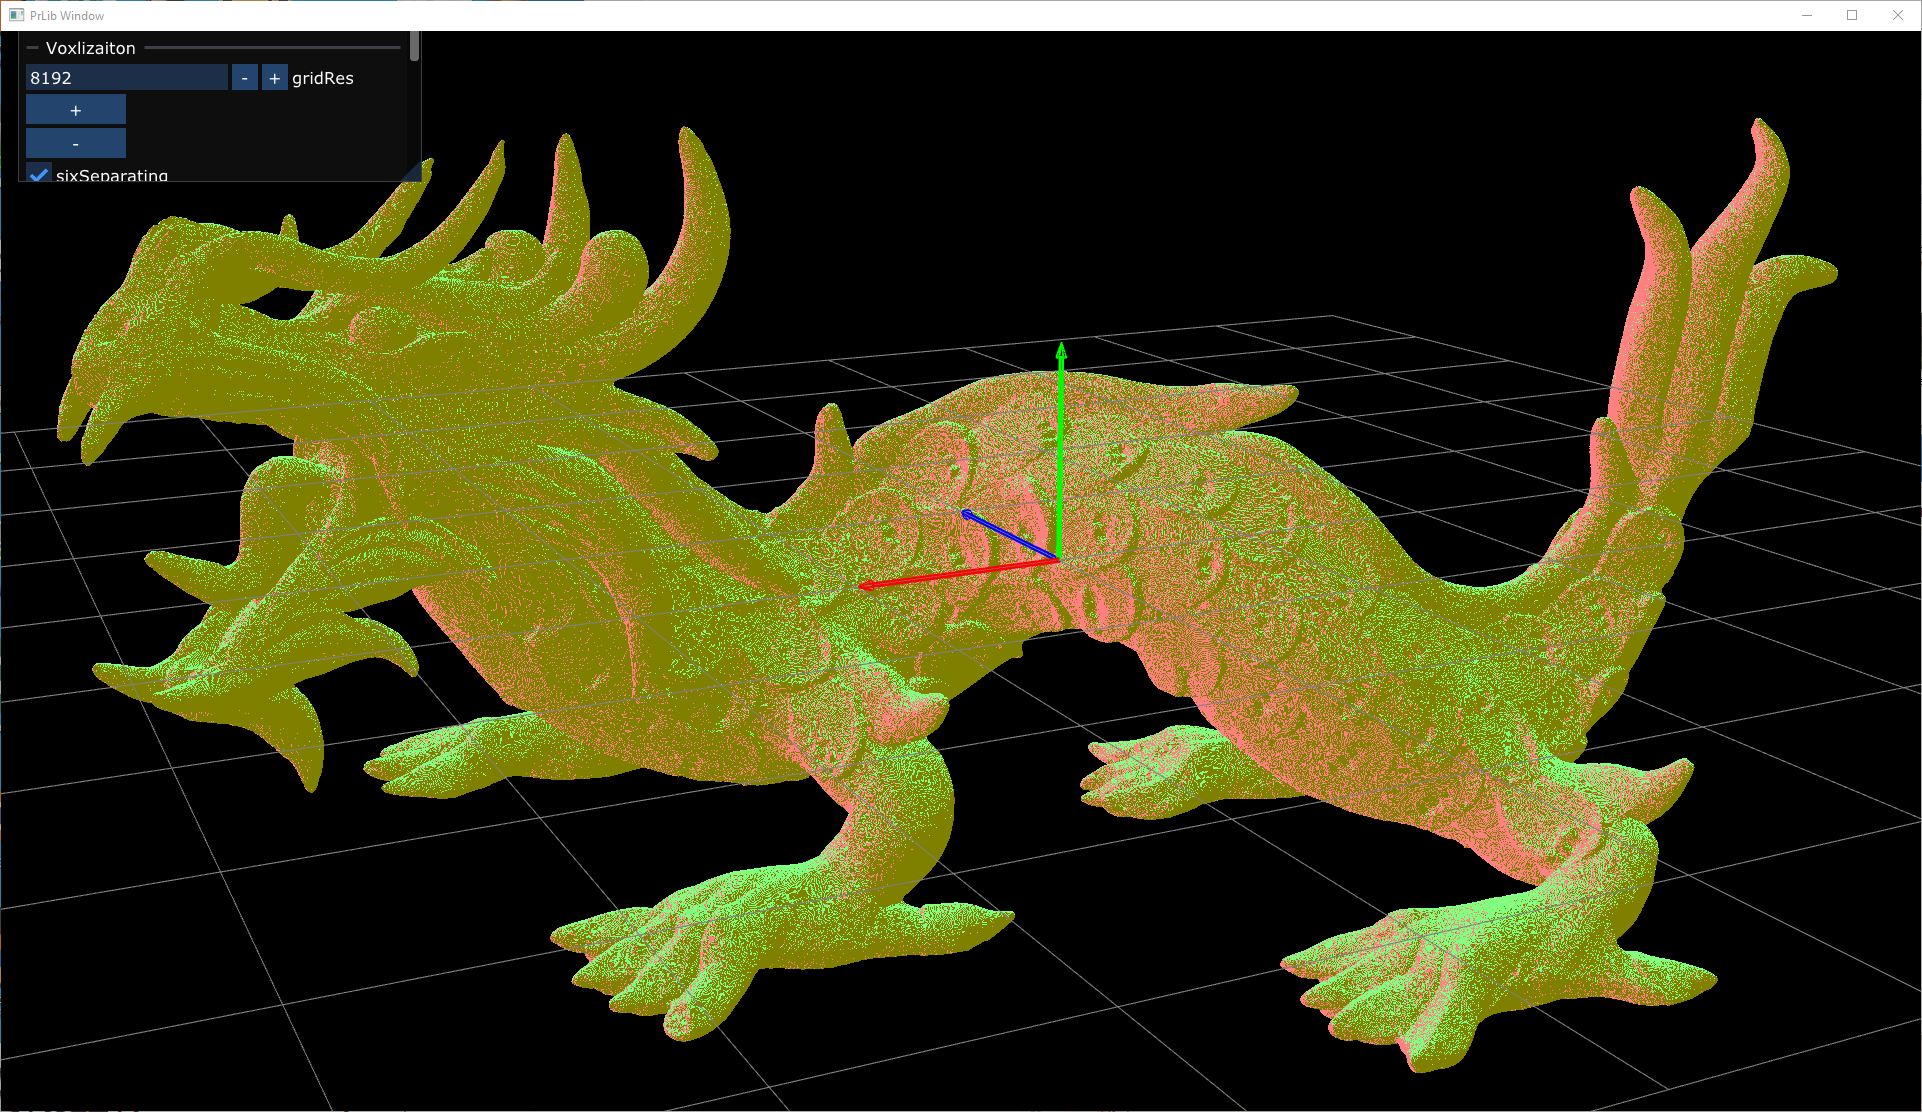 PrLib Window
Voxlizaiton
8192 - + gridRes
+
-
sixSeparating